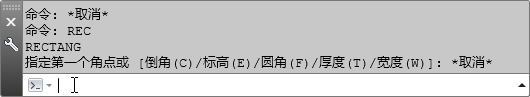 命令: *取消*
命令: REC
RECTANG
指定第一个角点或 [倒角(C)/标高(E)/圆角(F)/厚度(T)/宽度(W)]: *取消*